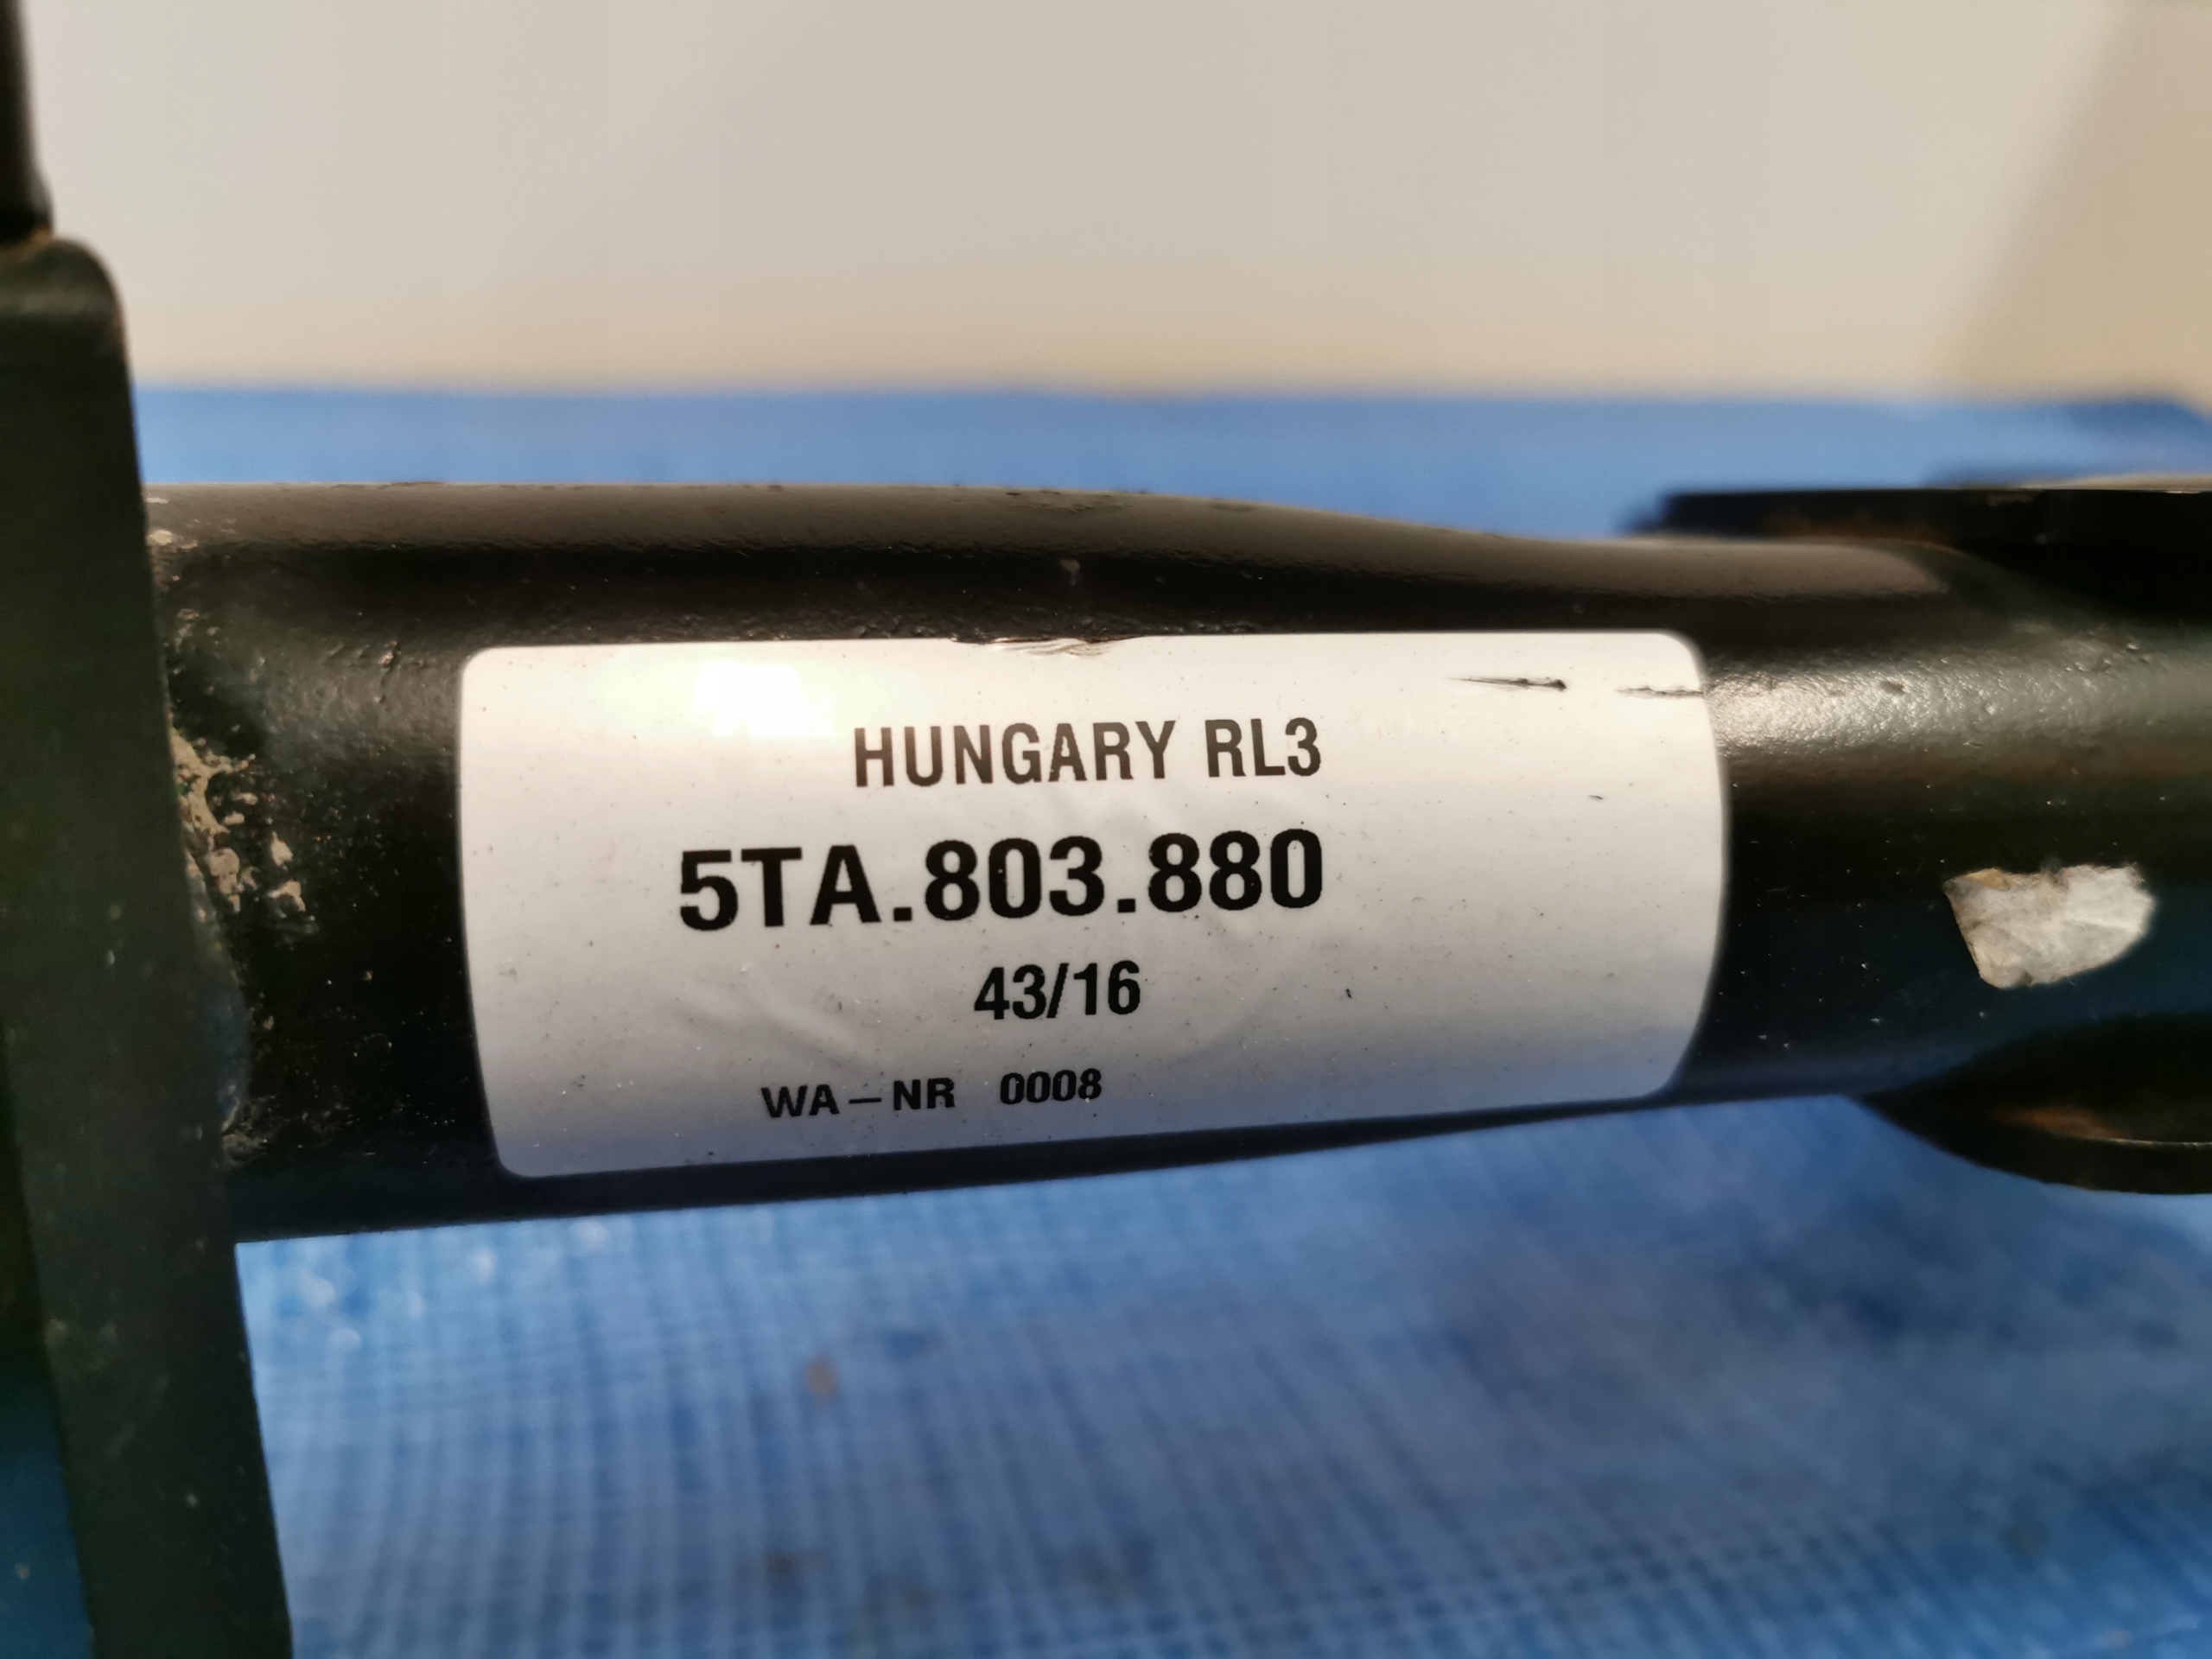 HUNGARY RL3
5TA.803.880
43/16
WA–NR 0008